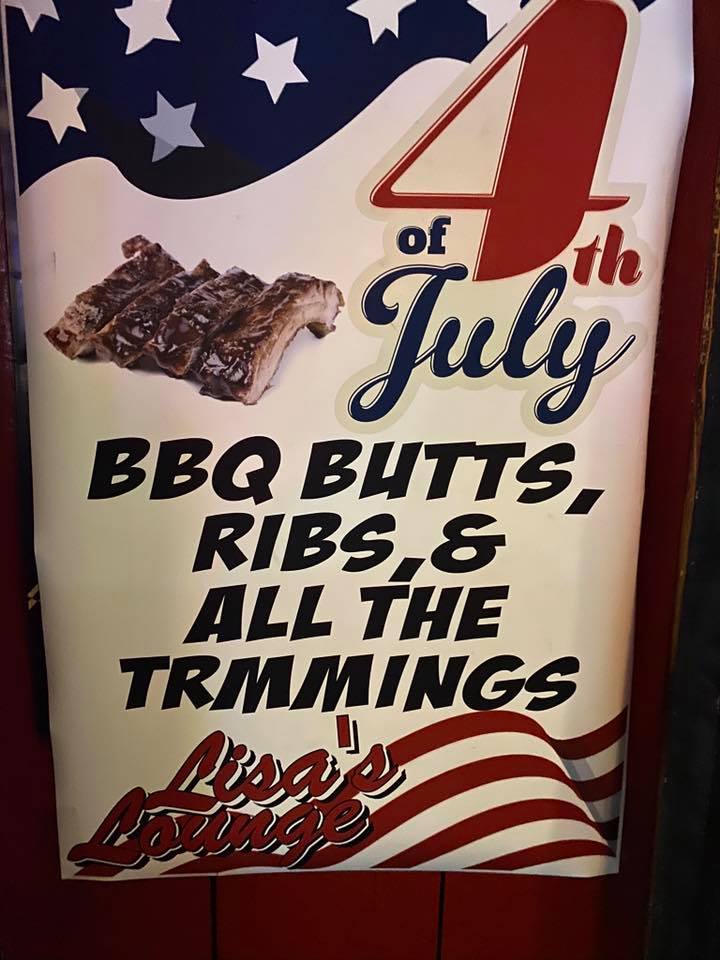 4th
of
July
BBQ BUTTS,
RIBS, &
ALL THE
TRMMINGS
Lisa's
Lounge